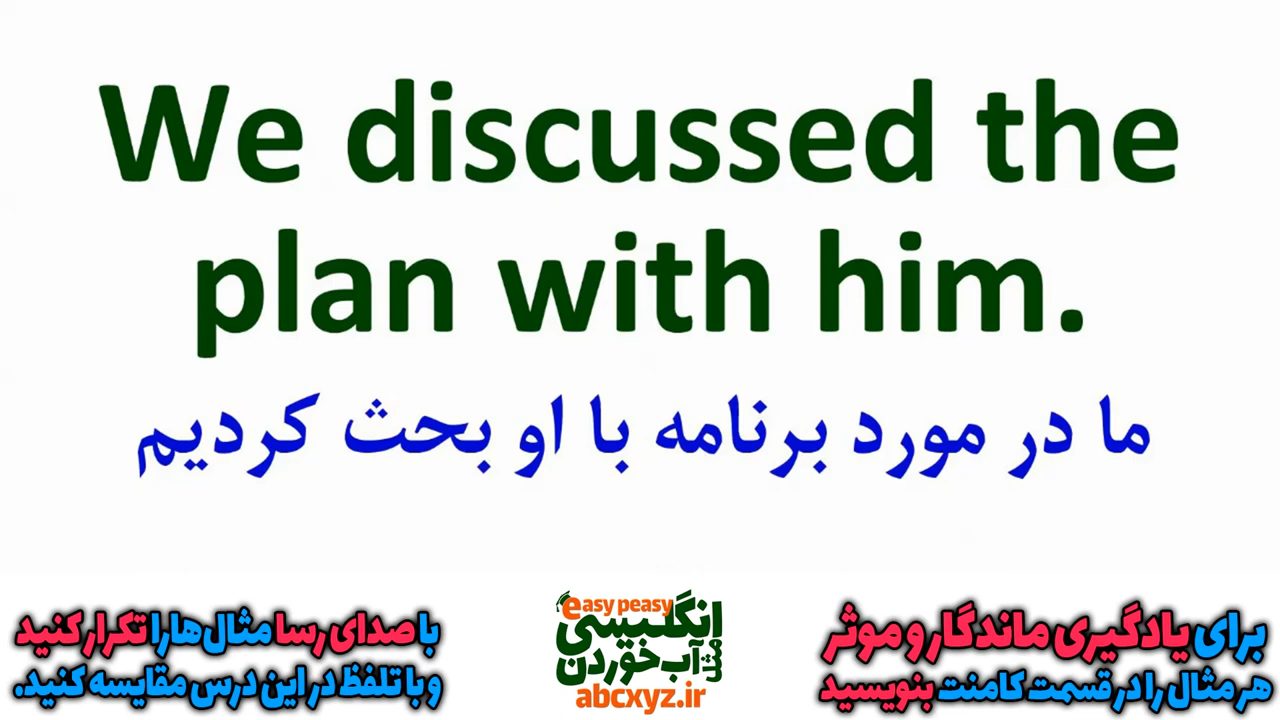 We discussed the
plan with him.
ما در مورد برنامه با او بحث کردیم
برای یادگیری ماندگار و موثر
هر مثال را در قسمت کامنت بنویسید
easy peasy
انگلیسی
مثل آب خوردن
abcxyz.ir
با صدای رسا مثال‌ها را تکرار کنید
و با تلفظ در این درس مقایسه کنید.